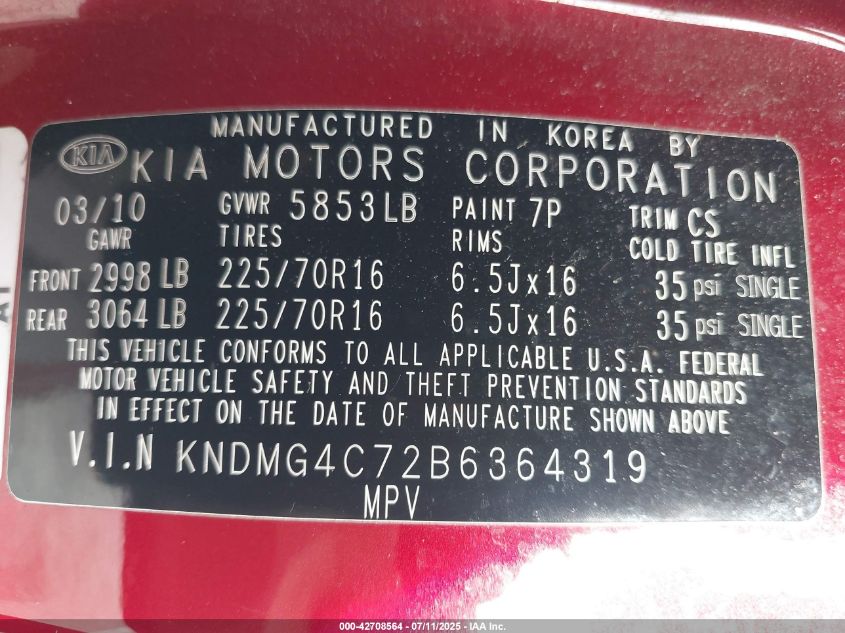 MANUFACTURED IN KOREA BY
KIA KIA MOTORS CORPORATION
03/10 GVWR 5853LB PAINT 7P TRIM CS
GAWR TIRES RIMS COLD TIRE INFL
FRONT 2998 LB 225/70R16 6.5Jx16 35 psi SINGLE
REAR 3064 LB 225/70R16 6.5Jx16 35 psi SINGLE
THIS VEHICLE CONFORMS TO ALL APPLICABLE U.S.A. FEDERAL
MOTOR VEHICLE SAFETY AND THEFT PREVENTION STANDARDS
IN EFFECT ON THE DATE OF MANUFACTURE SHOWN ABOVE
V.I.N KNDMG4C72B6364319
MPV
000-42708564 - 07/11/2025 - IAA Inc.